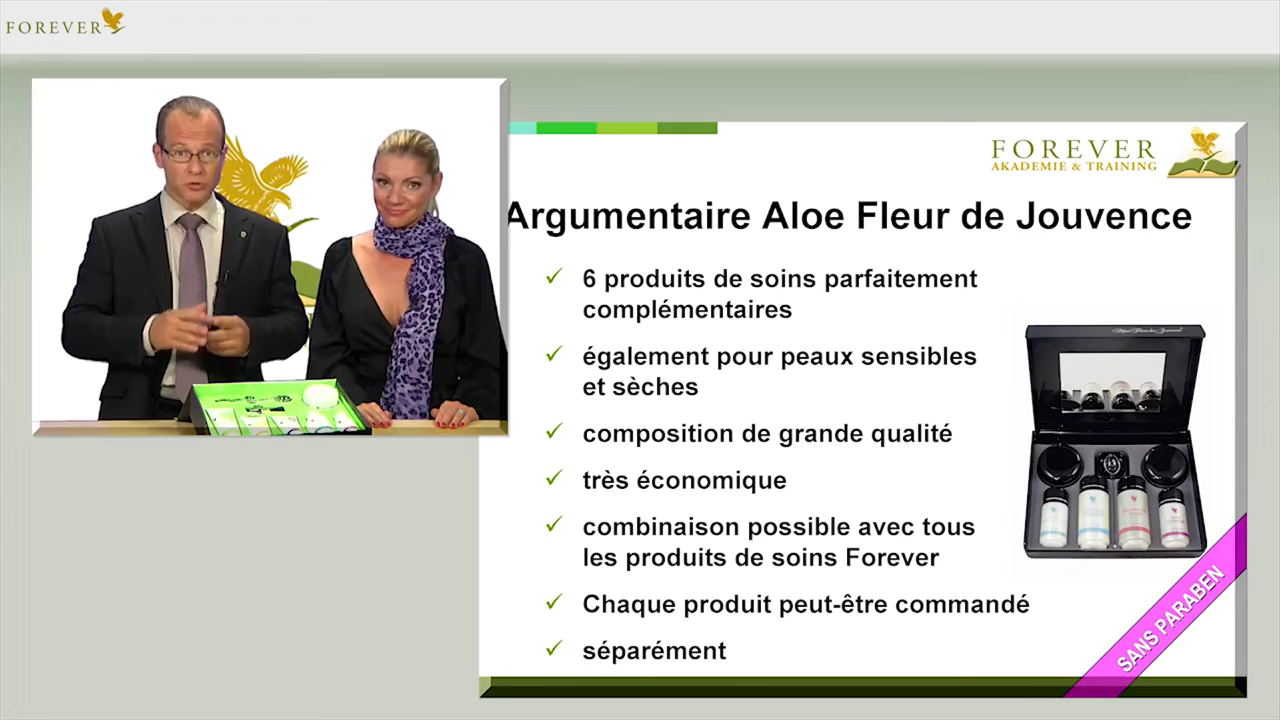 FOREVER
FOREVER
AKADEMIE & TRAINING
Argumentaire Aloe Fleur de Jouvence
6 produits de soins parfaitement
complémentaires
également pour peaux sensibles
et sèches
composition de grande qualité
très économique
combinaison possible avec tous
les produits de soins Forever
Chaque produit peut-être commandé
séparément
SANS PARABEN